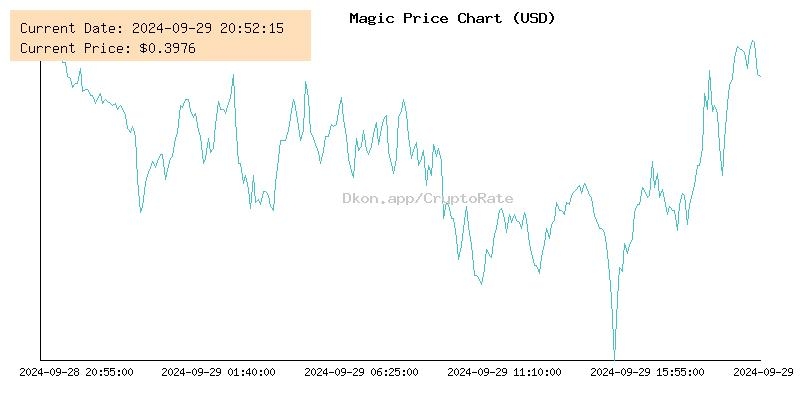 Magic Price Chart (USD)
Current Date: 2024-09-29 20:52:15
Current Price: $0.3976
Dkon.app/CryptoRate
2024-09-28 20:55:00 2024-09-29 01:40:00 2024-09-29 06:25:00 2024-09-29 11:10:00 2024-09-29 15:55:00 2024-09-29